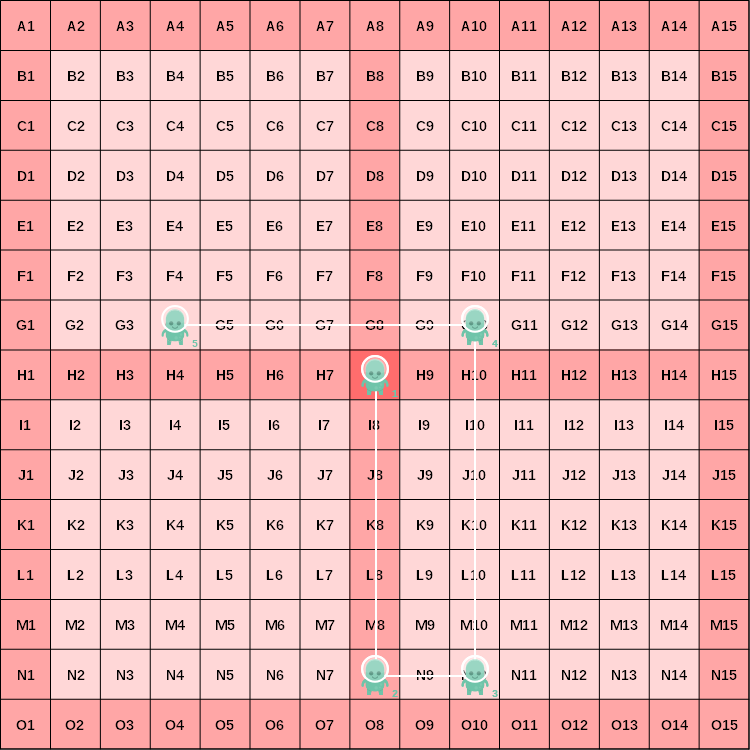 A1 A2 A3 A4 A5 A6 A7 A8 A9 A10 A11 A12 A13 A14 A15
B1 B2 B3 B4 B5 B6 B7 B8 B9 B10 B11 B12 B13 B14 B15
C1 C2 C3 C4 C5 C6 C7 C8 C9 C10 C11 C12 C13 C14 C15
D1 D2 D3 D4 D5 D6 D7 D8 D9 D10 D11 D12 D13 D14 D15
E1 E2 E3 E4 E5 E6 E7 E8 E9 E10 E11 E12 E13 E14 E15
F1 F2 F3 F4 F5 F6 F7 F8 F9 F10 F11 F12 F13 F14 F15
G1 G2 G3 5 G5 G6 G7 G8 G9 4 G11 G12 G13 G14 G15
H1 H2 H3 H4 H5 H6 H7 1 H9 H10 H11 H12 H13 H14 H15
I1 I2 I3 I4 I5 I6 I7 I8 I9 I10 I11 I12 I13 I14 I15
J1 J2 J3 J4 J5 J6 J7 J8 J9 J10 J11 J12 J13 J14 J15
K1 K2 K3 K4 K5 K6 K7 K8 K9 K10 K11 K12 K13 K14 K15
L1 L2 L3 L4 L5 L6 L7 L8 L9 L10 L11 L12 L13 L14 L15
M1 M2 M3 M4 M5 M6 M7 M8 M9 M10 M11 M12 M13 M14 M15
N1 N2 N3 N4 N5 N6 N7 2 N9 3 N11 N12 N13 N14 N15
O1 O2 O3 O4 O5 O6 O7 O8 O9 O10 O11 O12 O13 O14 O15